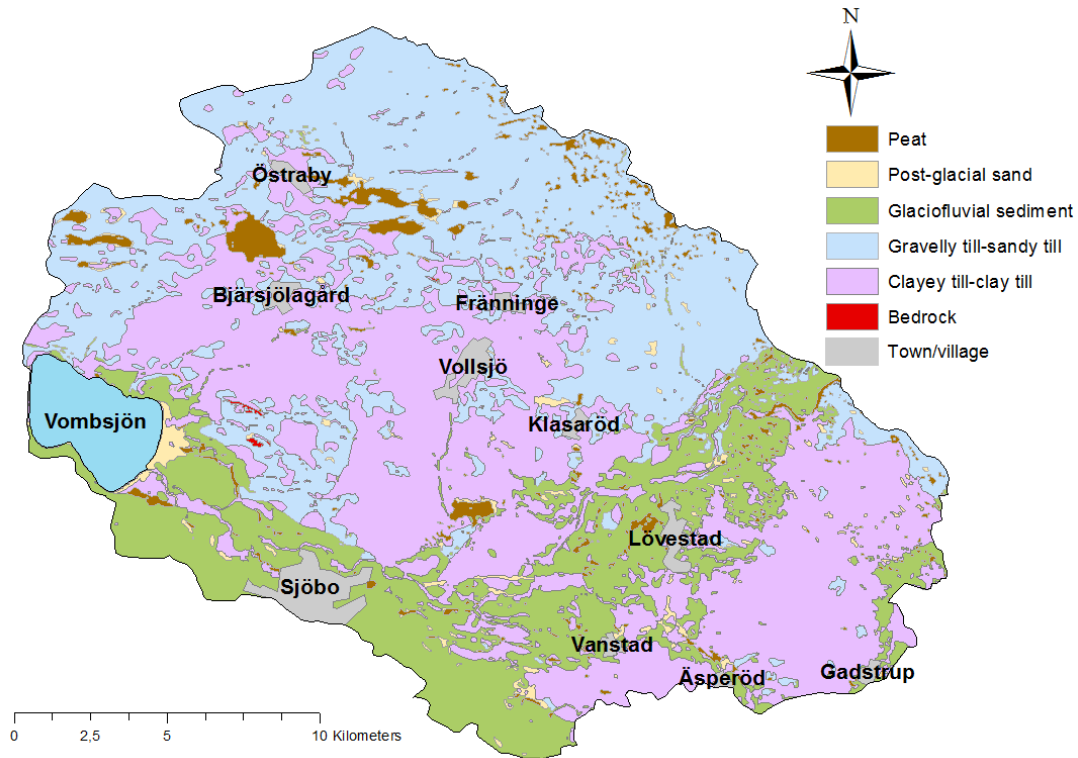 N
Peat
Post-glacial sand
Glaciofluvial sediment
Gravelly till-sandy till
Clayey till-clay till
Bedrock
Town/village
Östraby
Bjärsjölagård
Fränninge
Vollsjö
Vombsjön
Klasaröd
Lövestad
Sjöbo
Vanstad
Äsperöd
Gadstrup
0 2,5 5 10 Kilometers